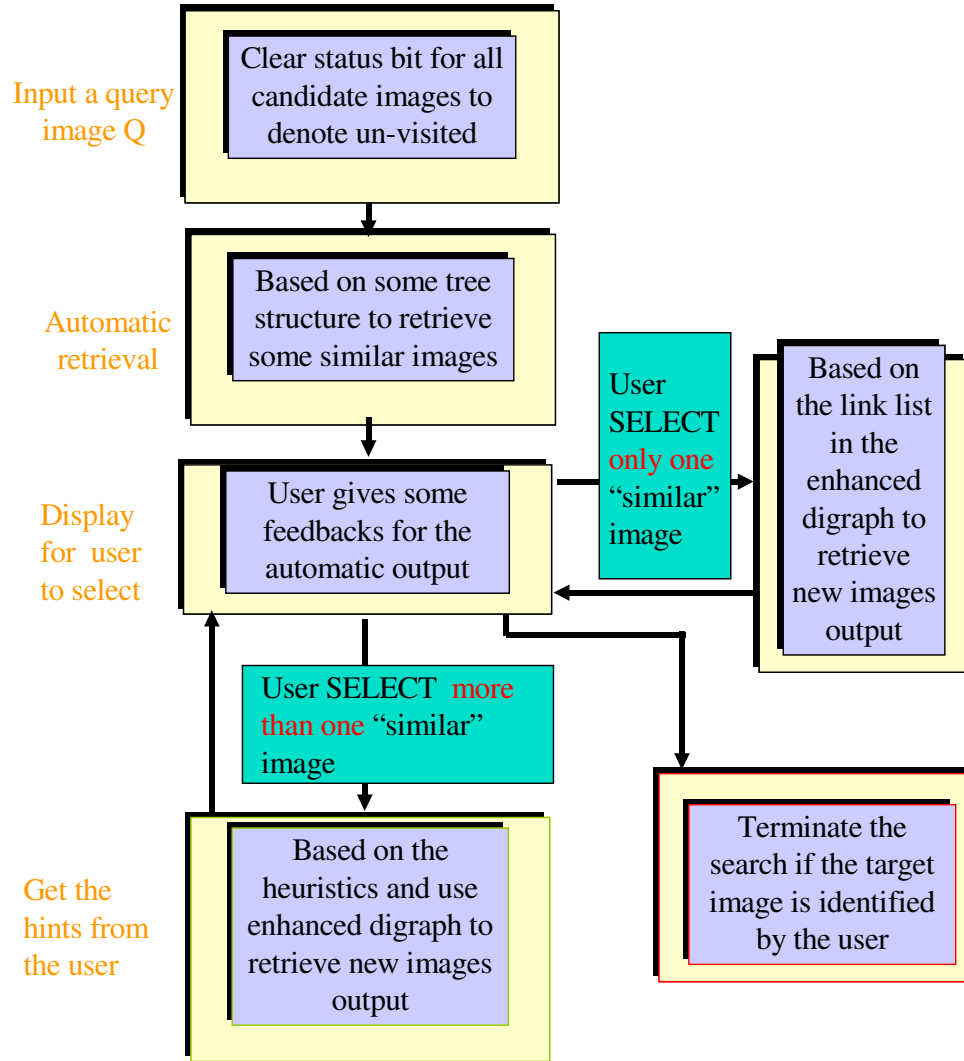 Input a query
image Q
Clear status bit for all
candidate images to
denote un-visited
Automatic
retrieval
Based on some tree
structure to retrieve
some similar images
User
SELECT
only one
“similar”
image
Based on
the link list
in the
enhanced
digraph to
retrieve
new images
output
Display
for user
to select
User gives some
feedbacks for the
automatic output
User SELECT more
than one “similar”
image
Get the
hints from
the user
Based on the
heuristics and use
enhanced digraph to
retrieve new images
output
Terminate the
search if the target
image is identified
by the user